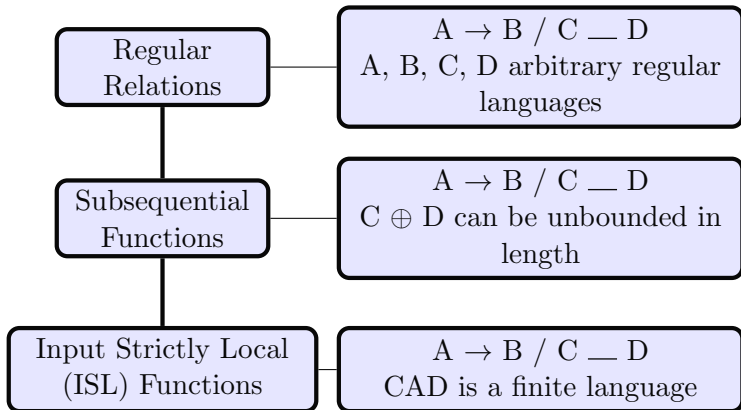 Regular
Relations
A → B / C __ D
A, B, C, D arbitrary regular
languages
Subsequential
Functions
A → B / C __ D
C ⊕ D can be unbounded in
length
Input Strictly Local
(ISL) Functions
A → B / C __ D
CAD is a finite language